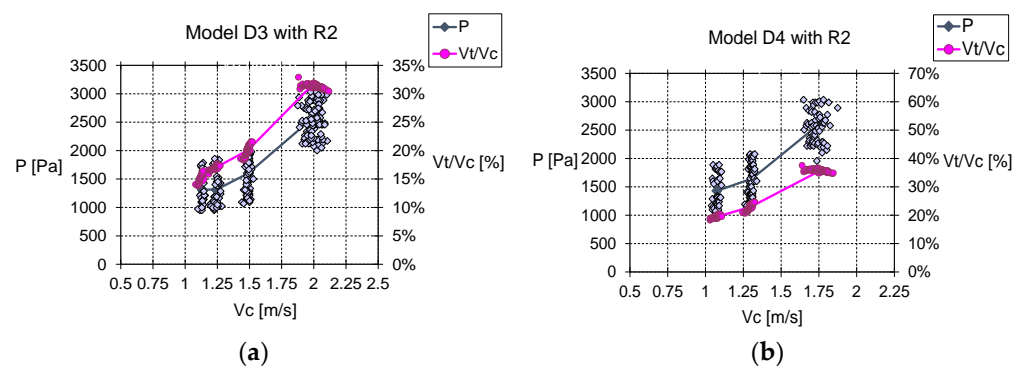 Model D3 with R2
P
Vt/Vc
3500 35%
3000 30%
2500 25%
2000 20%
1500 15%
1000 10%
500 5%
0 0%
P [Pa]
Vt/Vc [%]
0.5 0.75 1 1.25 1.5 1.75 2 2.25 2.5
Vc [m/s]
(a)
Model D4 with R2
P
Vt/Vc
3500 70%
3000 60%
2500 50%
2000 40%
1500 30%
1000 20%
500 10%
0 0%
P [Pa]
Vt/Vc [%]
0.5 0.75 1 1.25 1.5 1.75 2 2.25
Vc [m/s]
(b)